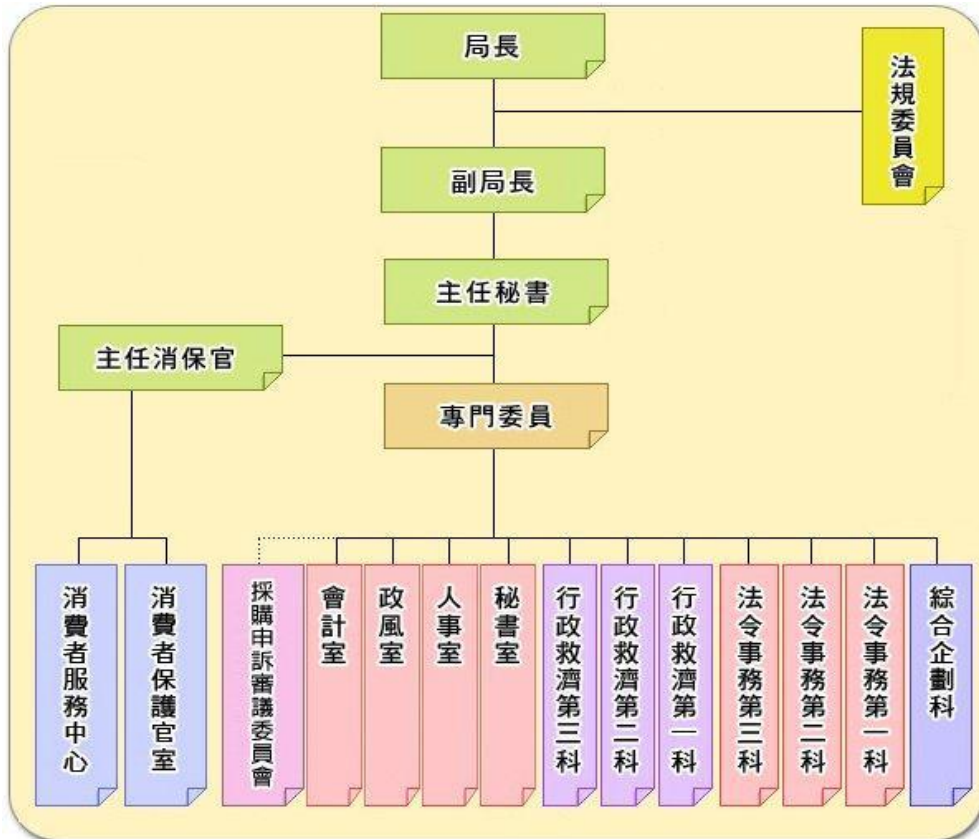 局長
法規委員會
副局長
主任秘書
主任消保官
專門委員
消費者服務中心
消費者保護官室
採購申訴審議委員會
會計室
政風室
人事室
秘書室
行政救濟第三科
行政救濟第二科
行政救濟第一科
法令事務第三科
法令事務第二科
法令事務第一科
綜合企劃科